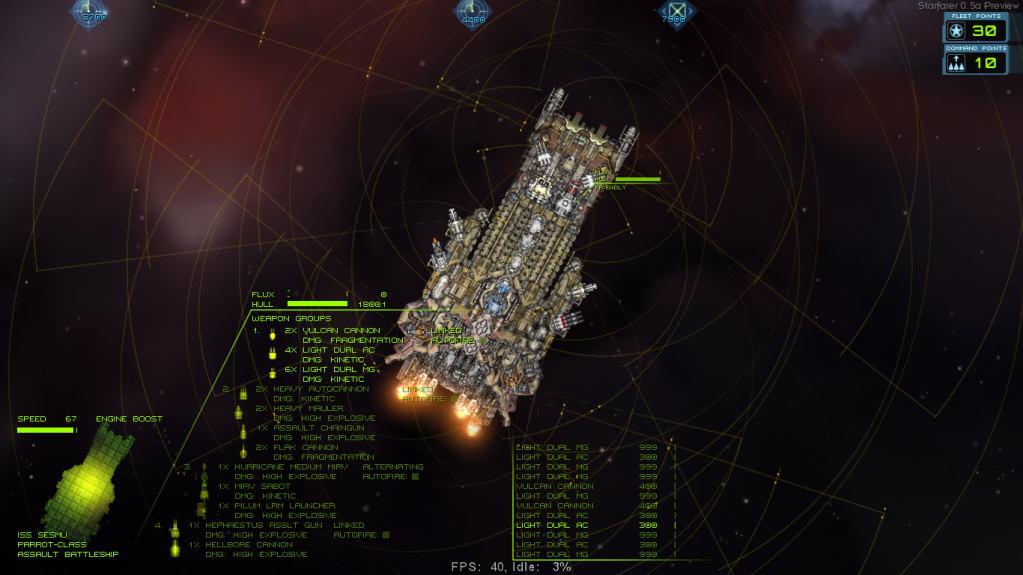 Starfarer 0.5a Preview
2700
4400
7900
FLEET POINTS
30
COMMAND POINTS
10
HULL
FRIENDLY
FLUX 0
HULL 18001
WEAPON GROUPS
1. 2X VULCAN CANNON LINKED
DMG: FRAGMENTATION AUTOFIRE
4X LIGHT DUAL AC
DMG: KINETIC
6X LIGHT DUAL MG
DMG: KINETIC
2. 2X HEAVY AUTOCANNON LINKED
DMG: KINETIC AUTOFIRE
2X HEAVY MAULER
DMG: HIGH EXPLOSIVE
1X ASSAULT CHAINGUN
DMG: HIGH EXPLOSIVE
2X FLAK CANNON
DMG: FRAGMENTATION
3. 1X HURRICANE MEDIUM MIRV ALTERNATING
DMG: HIGH EXPLOSIVE AUTOFIRE
1X MIRV SABOT
DMG: KINETIC
1X PILUM LRM LAUNCHER
DMG: HIGH EXPLOSIVE
4. 1X HEPHAESTUS ASSLT GUN LINKED
DMG: HIGH EXPLOSIVE AUTOFIRE
1X HELLBORE CANNON
DMG: HIGH EXPLOSIVE
SPEED 67 ENGINE BOOST
ISS SESMU
PARROT-CLASS
ASSAULT BATTLESHIP
LIGHT DUAL MG 999
LIGHT DUAL AC 300
LIGHT DUAL MG 999
LIGHT DUAL MG 999
VULCAN CANNON 400
LIGHT DUAL MG 999
VULCAN CANNON 400
LIGHT DUAL AC 300
LIGHT DUAL AC 300
LIGHT DUAL MG 999
LIGHT DUAL AC 300
LIGHT DUAL MG 999
FPS: 40, Idle: 3%